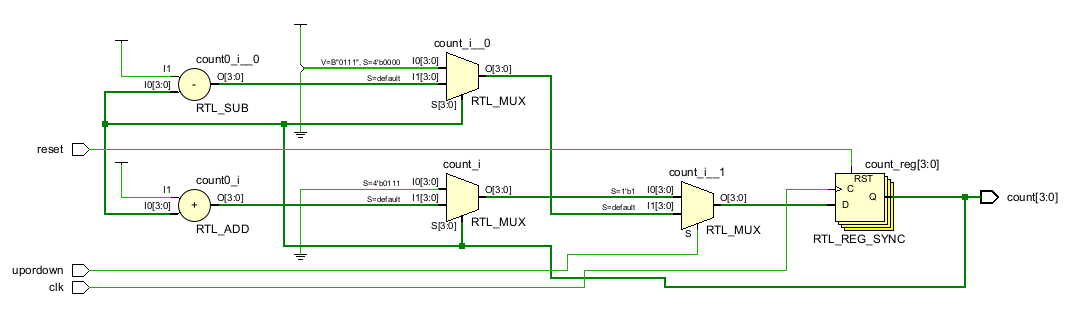 count_i__0
count0_i__0
V=B"0111", S=4'b0000 I0[3:0]
I1 O[3:0]
I0[3:0] - O[3:0] S=default I1[3:0]
RTL_SUB S[3:0] RTL_MUX
reset
count_i count_reg[3:0]
count_i__1 RST
count0_i S=4'b0111 I0[3:0]
I1 O[3:0] S=1'b1 I0[3:0] C
I0[3:0] + O[3:0] S=default I1[3:0] S=default I1[3:0] O[3:0] D Q count[3:0]
RTL_ADD S[3:0] RTL_MUX S RTL_MUX RTL_REG_SYNC
upordown
clk